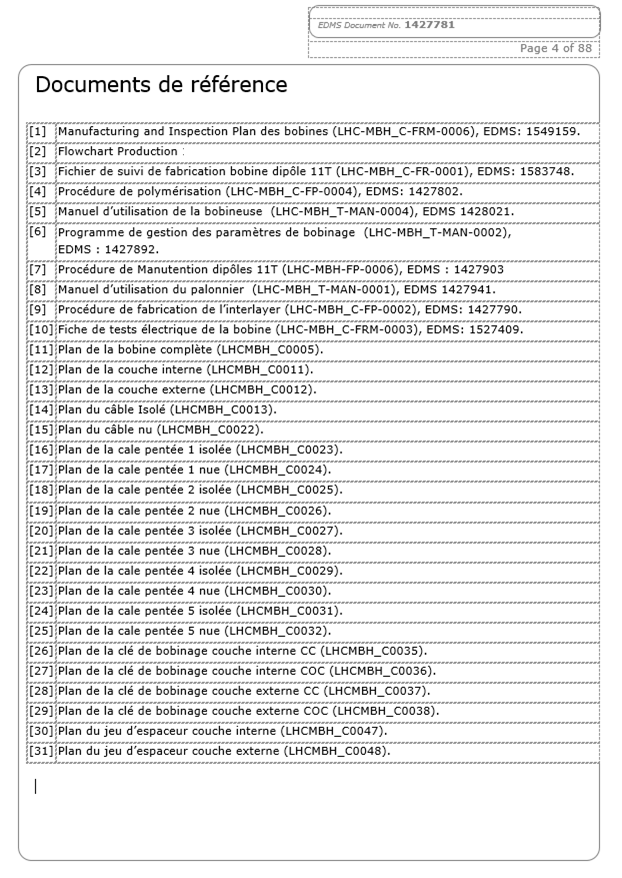 EDMS Document No. 1427781
Page 4 of 88
Documents de référence
[1] Manufacturing and Inspection Plan des bobines (LHC-MBH_C-FRM-0006), EDMS: 1549159.
[2] Flowchart Production :
[3] Fichier de suivi de fabrication bobine dipôle 11T (LHC-MBH_C-FR-0001), EDMS: 1583748.
[4] Procédure de polymérisation (LHC-MBH_C-FP-0004), EDMS: 1427802.
[5] Manuel d'utilisation de la bobineuse (LHC-MBH_T-MAN-0004), EDMS 1428021.
[6] Programme de gestion des paramètres de bobinage (LHC-MBH_T-MAN-0002),
EDMS : 1427892.
[7] Procédure de Manutention dipôles 11T (LHC-MBH-FP-0006), EDMS : 1427903
[8] Manuel d'utilisation du palonnier (LHC-MBH_T-MAN-0001), EDMS 1427941.
[9] Procédure de fabrication de l'interlayer (LHC-MBH_C-FP-0002), EDMS: 1427790.
[10] Fiche de tests électrique de la bobine (LHC-MBH_C-FRM-0003), EDMS: 1527409.
[11] Plan de la bobine complète (LHCMBH_C0005).
[12] Plan de la couche interne (LHCMBH_C0011).
[13] Plan de la couche externe (LHCMBH_C0012).
[14] Plan du câble Isolé (LHCMBH_C0013).
[15] Plan du câble nu (LHCMBH_C0022).
[16] Plan de la cale pentée 1 isolée (LHCMBH_C0023).
[17] Plan de la cale pentée 1 nue (LHCMBH_C0024).
[18] Plan de la cale pentée 2 isolée (LHCMBH_C0025).
[19] Plan de la cale pentée 2 nue (LHCMBH_C0026).
[20] Plan de la cale pentée 3 isolée (LHCMBH_C0027).
[21] Plan de la cale pentée 3 nue (LHCMBH_C0028).
[22] Plan de la cale pentée 4 isolée (LHCMBH_C0029).
[23] Plan de la cale pentée 4 nue (LHCMBH_C0030).
[24] Plan de la cale pentée 5 isolée (LHCMBH_C0031).
[25] Plan de la cale pentée 5 nue (LHCMBH_C0032).
[26] Plan de la clé de bobinage couche interne CC (LHCMBH_C0035).
[27] Plan de la clé de bobinage couche interne COC (LHCMBH_C0036).
[28] Plan de la clé de bobinage couche externe CC (LHCMBH_C0037).
[29] Plan de la clé de bobinage couche externe COC (LHCMBH_C0038).
[30] Plan du jeu d'espaceur couche interne (LHCMBH_C0047).
[31] Plan du jeu d'espaceur couche externe (LHCMBH_C0048).